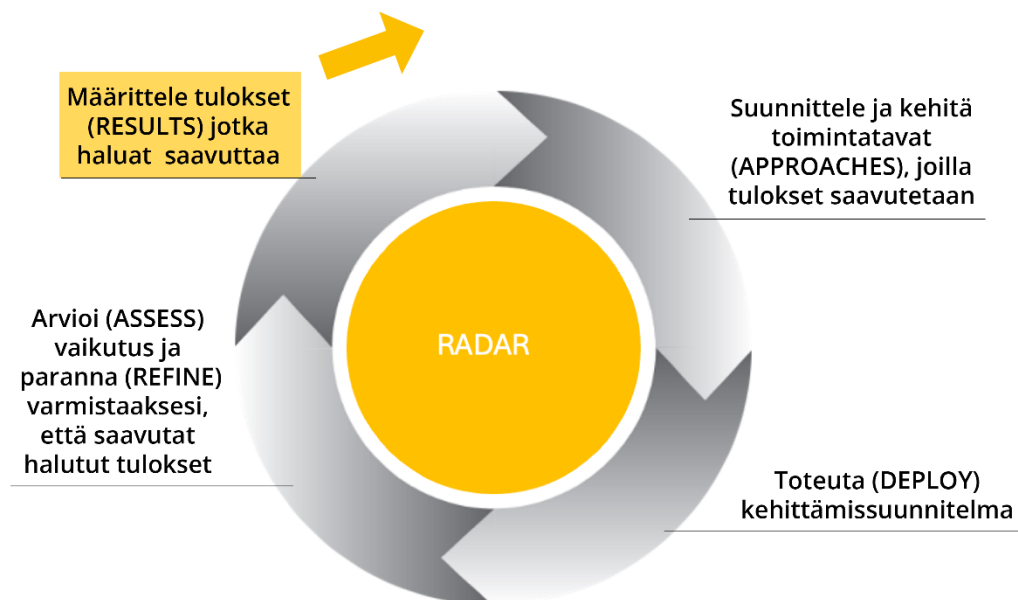 Määrittele tulokset
(RESULTS) jotka
haluat saavuttaa
Suunnittele ja kehitä
toimintatavat
(APPROACHES), joilla
tulokset saavutetaan
Arvioi (ASSESS)
vaikutus ja
paranna (REFINE)
varmistaaksesi,
että saavutat
halutut tulokset
RADAR
Toteuta (DEPLOY)
kehittämissuunnitelma